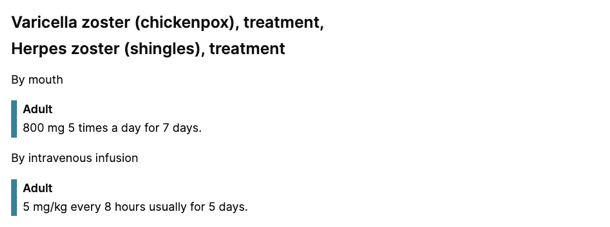 Varicella zoster (chickenpox), treatment,
Herpes zoster (shingles), treatment
By mouth
Adult
800 mg 5 times a day for 7 days.
By intravenous infusion
Adult
5 mg/kg every 8 hours usually for 5 days.